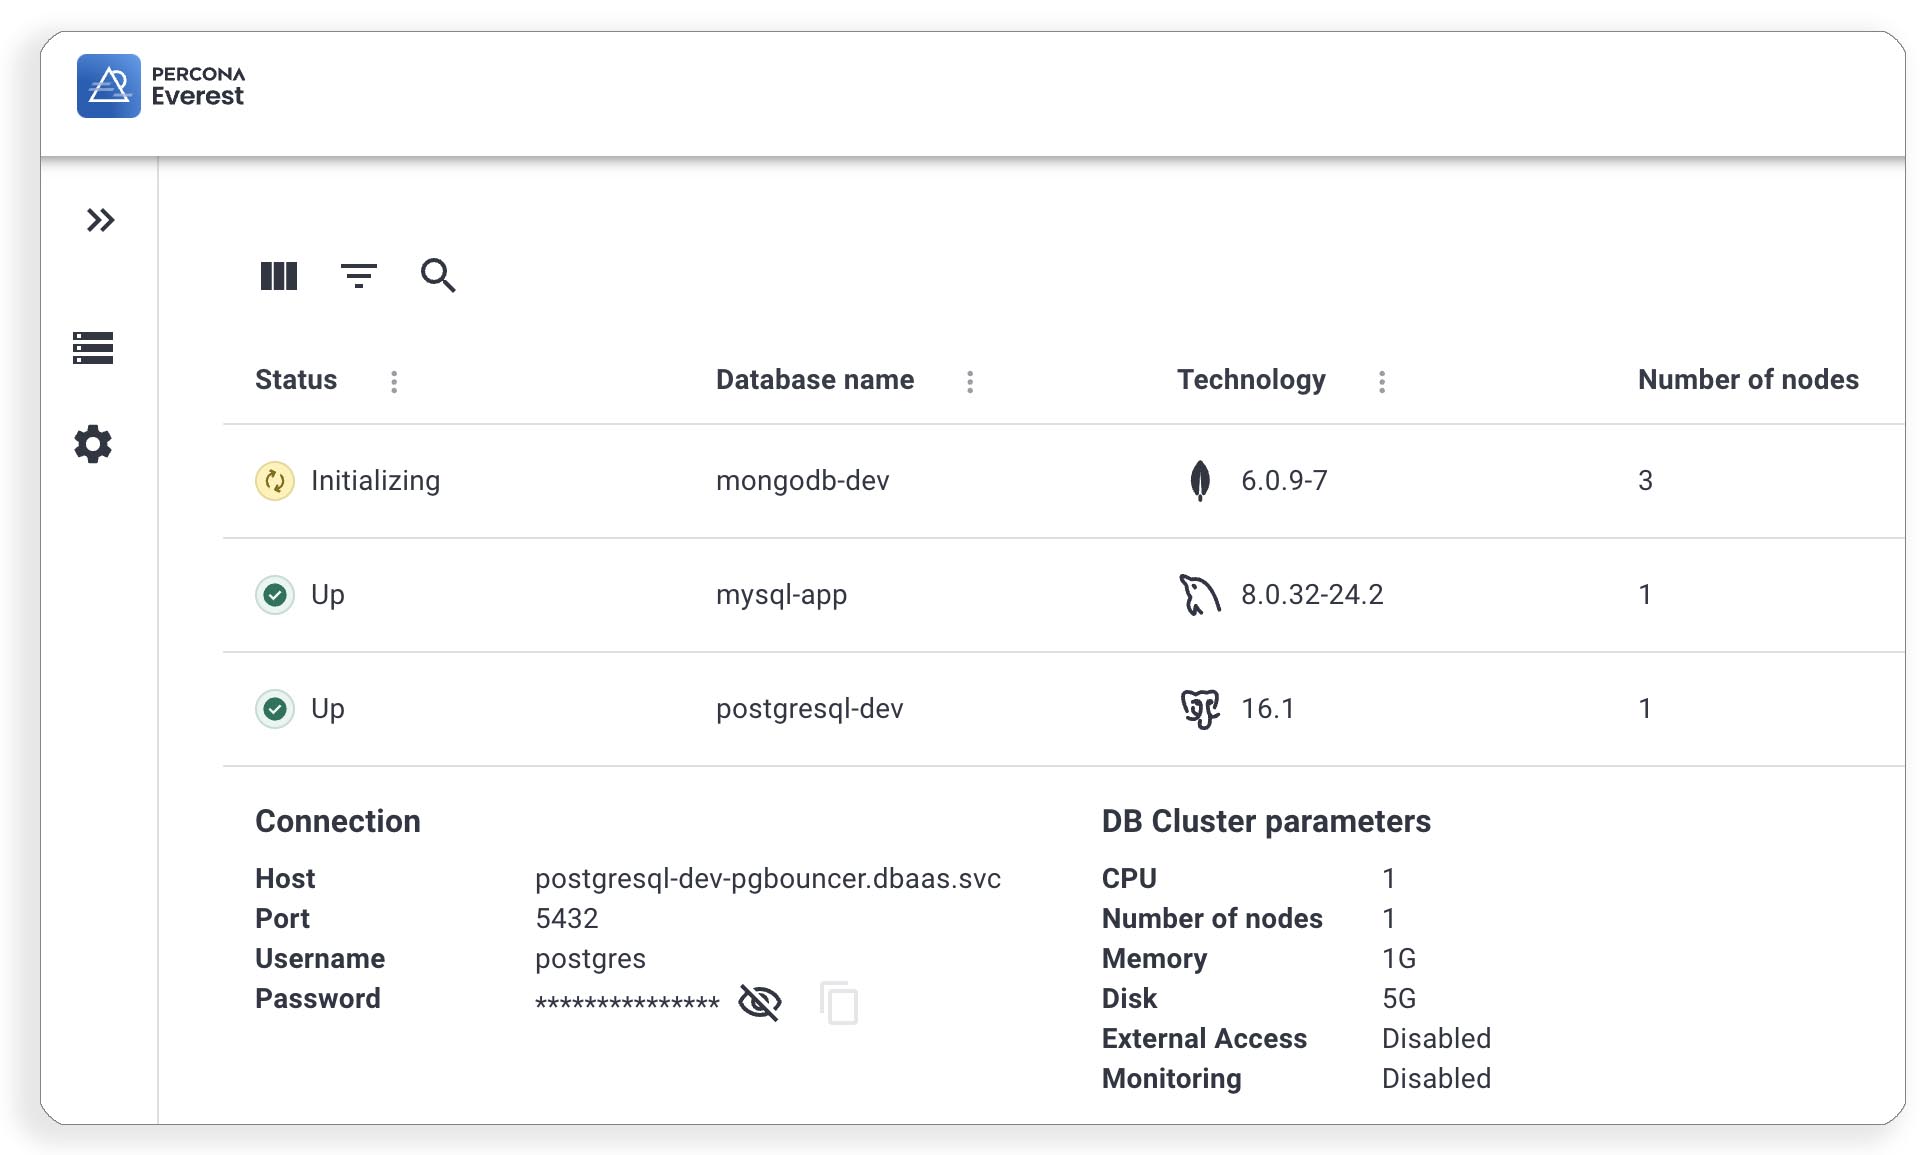 PERCONA
Everest
Status Database name Technology Number of nodes
Initializing mongodb-dev 6.0.9-7 3
Up mysql-app 8.0.32-24.2 1
Up postgresql-dev 16.1 1
Connection DB Cluster parameters
Host postgresql-dev-pgbouncer.dbaas.svc CPU 1
Port 5432 Number of nodes 1
Username postgres Memory 1G
Password *************** Disk 5G
External Access Disabled
Monitoring Disabled